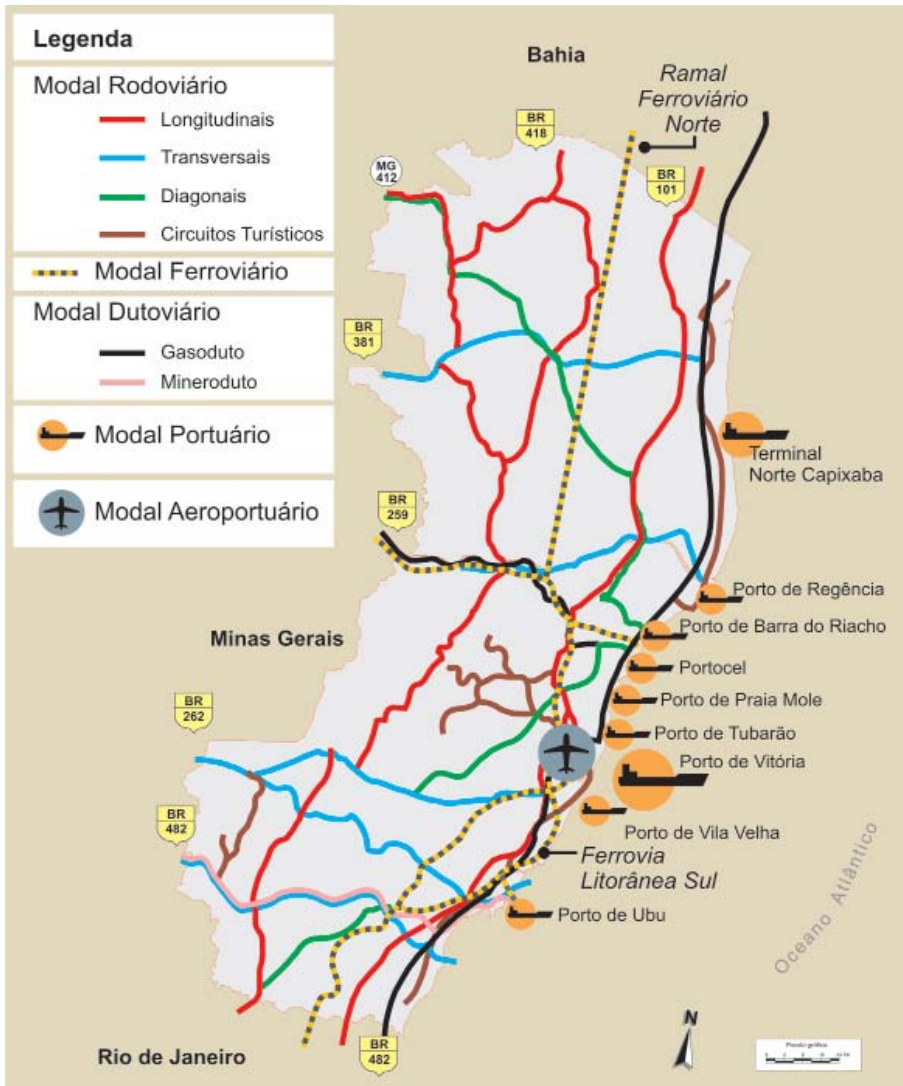 Legenda
Modal Rodoviário
Longitudinais
Transversais
Diagonais
Circuitos Turísticos
Modal Ferroviário
Modal Dutoviário
Gasoduto
Mineroduto
Modal Portuário
Modal Aeroportuário
Bahia
Ramal
Ferroviário
Norte
BR
418
MG
412
BR
101
BR
381
Terminal
Norte Capixaba
BR
259
Porto de Regência
Minas Gerais
Porto de Barra do Riacho
Portocel
Porto de Praia Mole
BR
262
Porto de Tubarão
Porto de Vitória
BR
482
Porto de Vila Velha
Ferrovia
Litorânea Sul
Porto de Ubu
Oceano Atlântico
N
Rio de Janeiro
BR
482